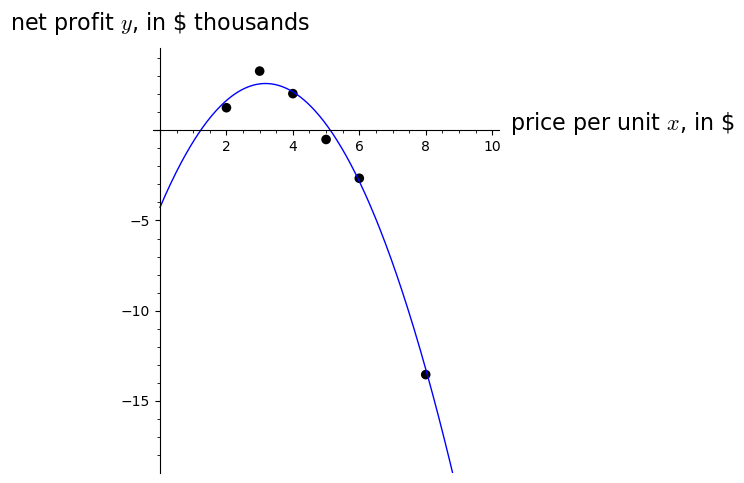 net profit y, in $ thousands
price per unit x, in $
2 4 6 8 10
−5
−10
−15